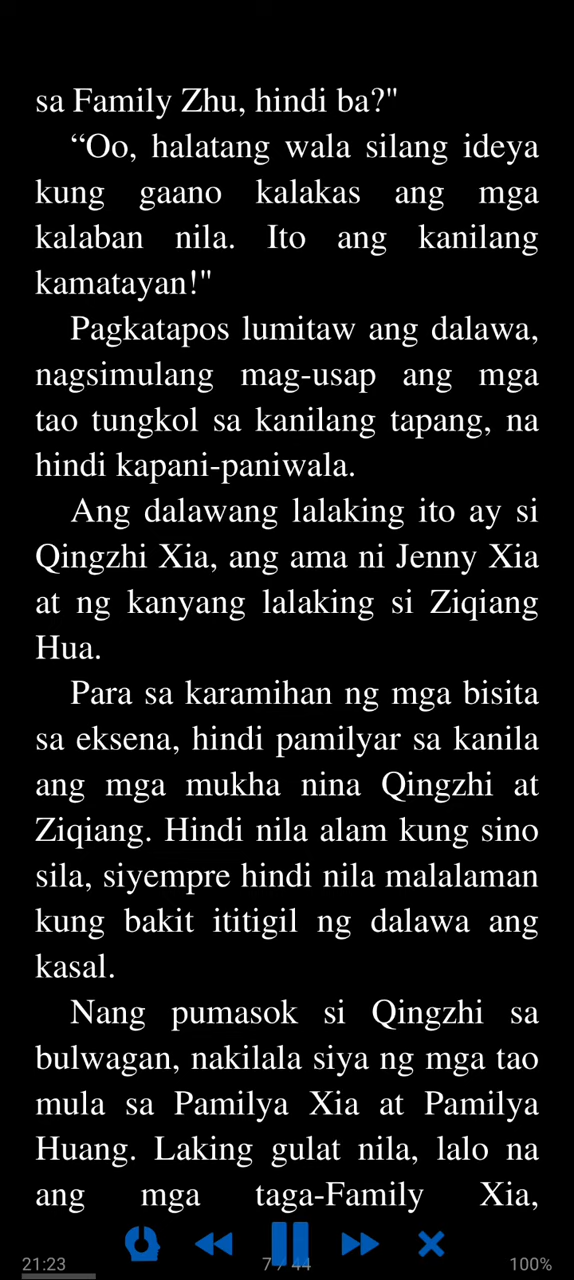 sa Family Zhu, hindi ba?"
“Oo, halatang wala silang ideya
kung gaano kalakas ang mga
kalaban nila. Ito ang kanilang
kamatayan!"
Pagkatapos lumitaw ang dalawa,
nagsimulang mag-usap ang mga
tao tungkol sa kanilang tapang, na
hindi kapani-paniwala.
Ang dalawang lalaking ito ay si
Qingzhi Xia, ang ama ni Jenny Xia
at ng kanyang lalaking si Ziqiang
Hua.
Para sa karamihan ng mga bisita
sa eksena, hindi pamilyar sa kanila
ang mga mukha nina Qingzhi at
Ziqiang. Hindi nila alam kung sino
sila, siyempre hindi nila malalaman
kung bakit ititigil ng dalawa ang
kasal.
Nang pumasok si Qingzhi sa
bulwagan, nakilala siya ng mga tao
mula sa Pamilya Xia at Pamilya
Huang. Laking gulat nila, lalo na
ang mga taga-Family Xia,
21:23 7 / 44 100%